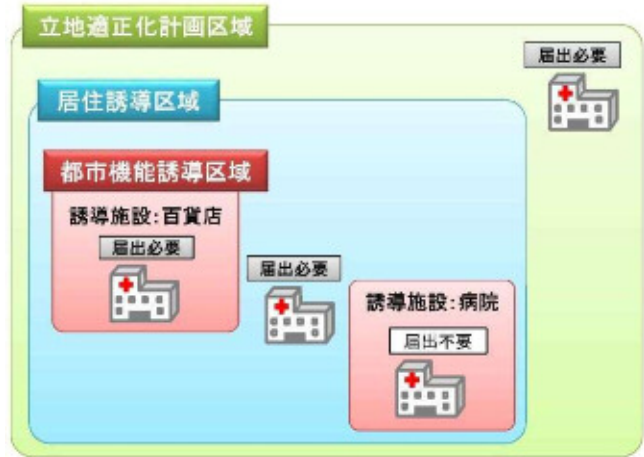 立地適正化計画区域
届出必要
居住誘導区域
都市機能誘導区域
誘導施設:百貨店
届出必要
届出必要
誘導施設:病院
届出不要